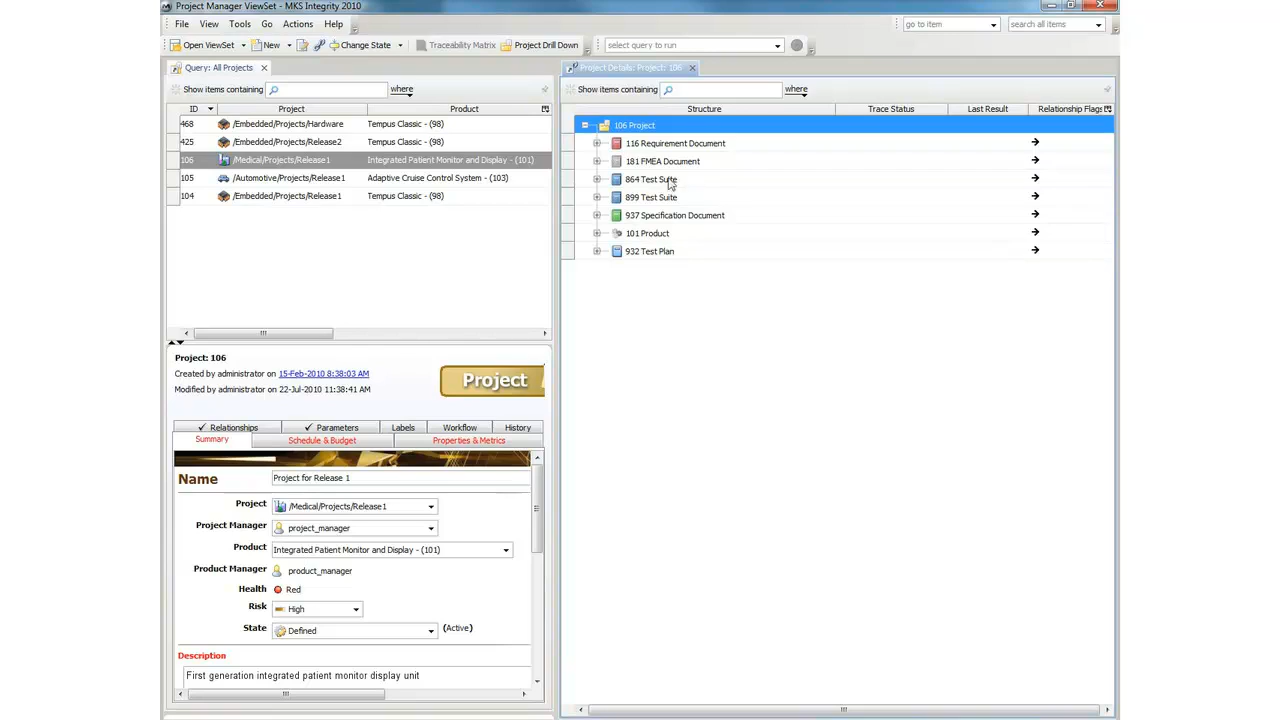 Project Manager ViewSet - MKS Integrity 2010
File View Tools Go Actions Help
go to item
search all items
Open ViewSet New Change State Traceability Matrix Project Drill Down
select query to run
Query: All Projects
Show items containing
where
ID Project Product
468 /Embedded/Projects/Hardware Tempus Classic - (98)
425 /Embedded/Projects/Release2 Tempus Classic - (98)
106 /Medical/Projects/Release1 Integrated Patient Monitor and Display - (101)
105 /Automotive/Projects/Release1 Adaptive Cruise Control System - (103)
104 /Embedded/Projects/Release1 Tempus Classic - (98)
Project: 106
Created by administrator on 15-Feb-2010 8:38:03 AM
Modified by administrator on 22-Jul-2010 11:38:41 AM
Project
Relationships Parameters Labels Workflow History
Summary Schedule & Budget Properties & Metrics
Name Project for Release 1
Project /Medical/Projects/Release1
Project Manager project_manager
Product Integrated Patient Monitor and Display - (101)
Product Manager product_manager
Health Red
Risk High
State Defined (Active)
Description
First generation integrated patient monitor display unit
Project Details: Project: 106
Show items containing
where
Structure Trace Status Last Result Relationship Flags
106 Project
116 Requirement Document
181 FMEA Document
864 Test Suite
899 Test Suite
937 Specification Document
101 Product
932 Test Plan